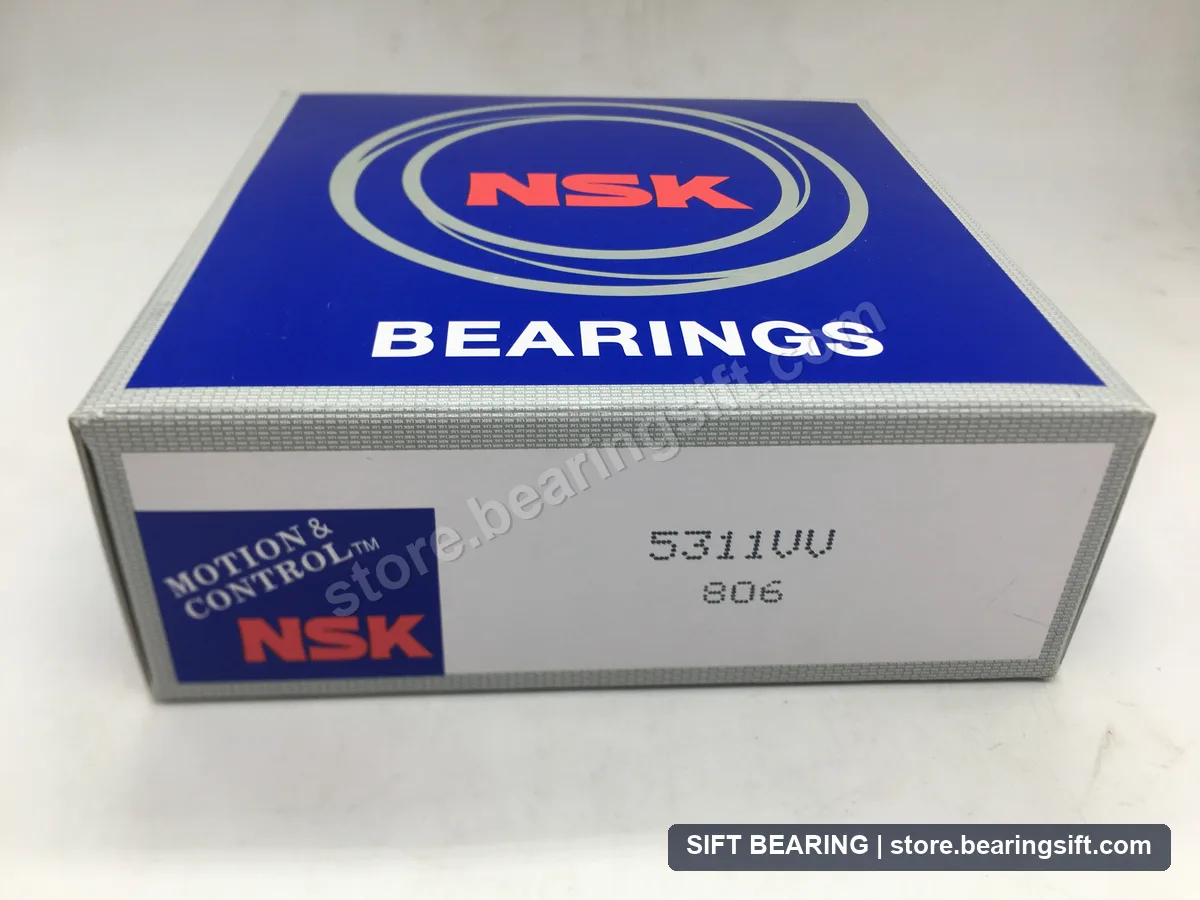 NSK
BEARINGS
MOTION &
CONTROL™
NSK
5311VV
806
store.bearingsift.com
SIFT BEARING | store.bearingsift.com